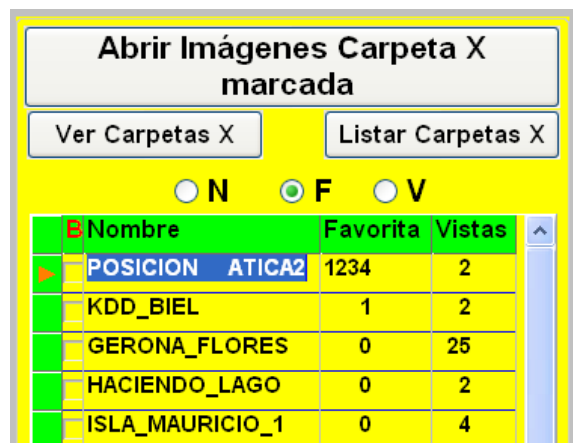 Abrir Imágenes Carpeta X
marcada
Ver Carpetas X Listar Carpetas X
N F V
B Nombre Favorita Vistas
POSICION ATICA2 1234 2
KDD_BIEL 1 2
GERONA_FLORES 0 25
HACIENDO_LAGO 0 2
ISLA_MAURICIO_1 0 4